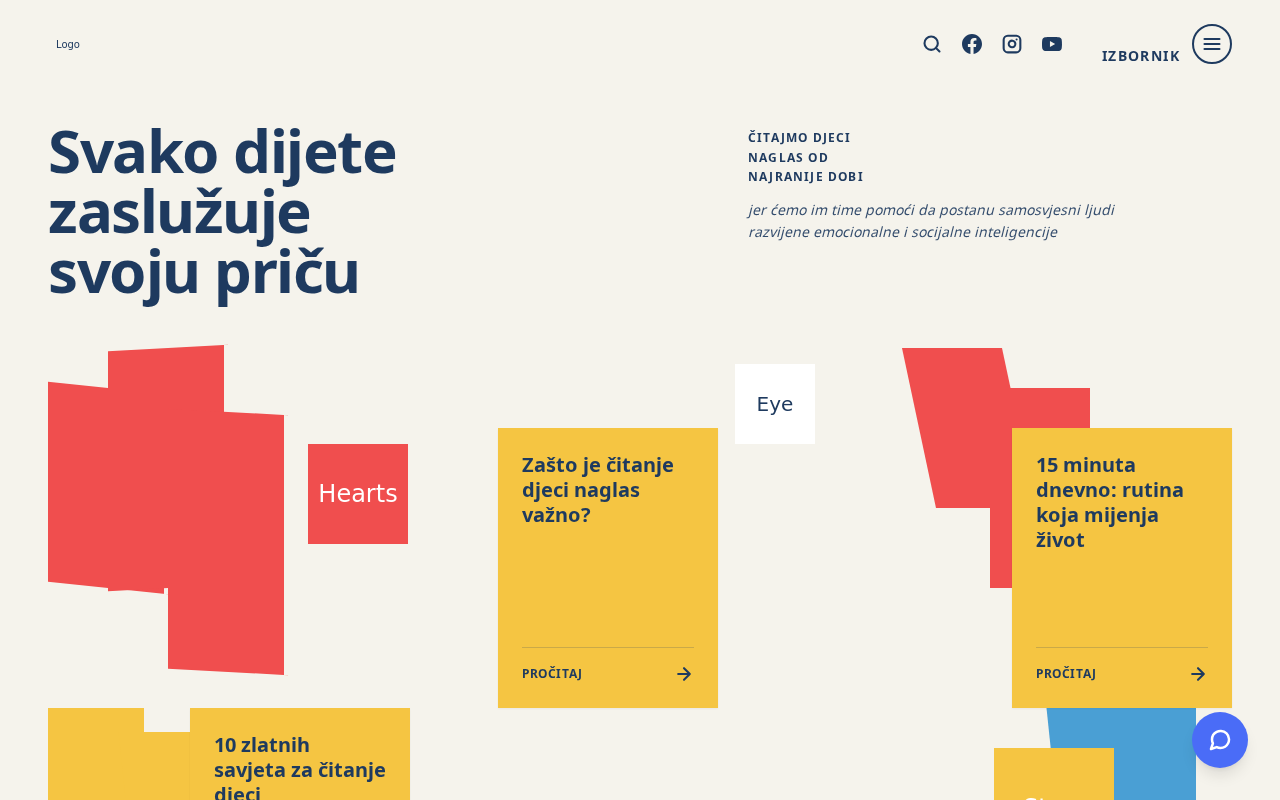 Logo
IZBORNIK
Svako dijete
zaslužuje
svoju priču
ČITAJMO DJECI
NAGLAS OD
NAJRANIJE DOBI
jer ćemo im time pomoći da postanu samosvjesni ljudi
razvijene emocionalne i socijalne inteligencije
Hearts
Eye
Zašto je čitanje
djeci naglas
važno?
PROČITAJ
15 minuta
dnevno: rutina
koja mijenja
život
PROČITAJ
10 zlatnih
savjeta za čitanje
djeci